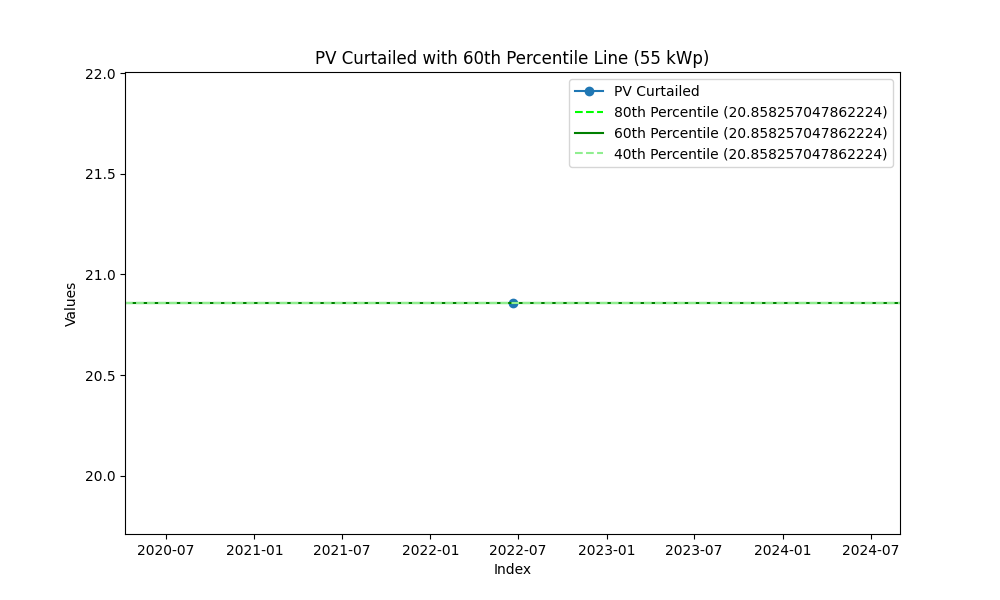 PV Curtailed with 60th Percentile Line (55 kWp)
PV Curtailed
80th Percentile (20.858257047862224)
60th Percentile (20.858257047862224)
40th Percentile (20.858257047862224)
22.0
21.5
21.0
20.5
20.0
Values
2020-07 2021-01 2021-07 2022-01 2022-07 2023-01 2023-07 2024-01 2024-07
Index